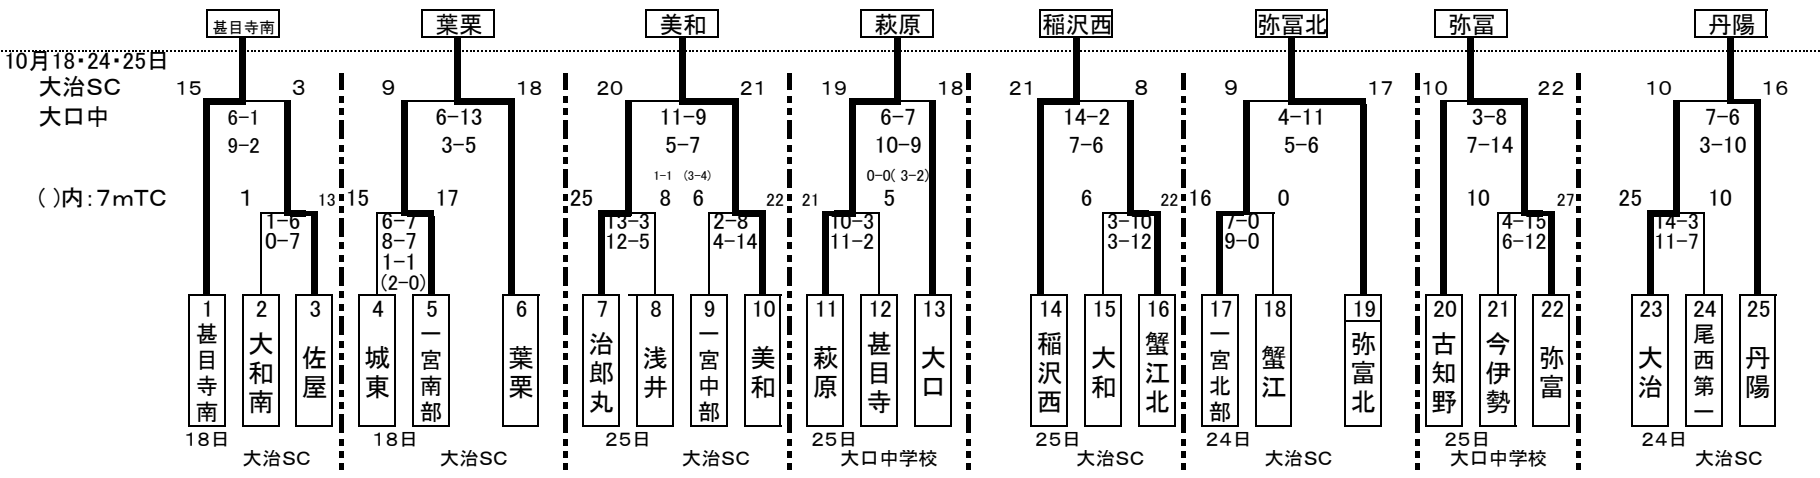 甚目寺南 葉栗 美和 萩原 稲沢西 弥冨北 弥冨 丹陽
10月18・24・25日
大治SC
大口中
( )内:7mTC
15 3 9 18 20 21 19 18 21 8 9 17 10 22 10 16
6-1 6-13 11-9 6-7 14-2 4-11 3-8 7-6
9-2 3-5 5-7 10-9 7-6 5-6 7-14 3-10
1-1 (3-4) 0-0( 3-2)
1 13 15 17 25 8 6 22 21 5 6 22 16 0 10 27 25 10
1-6 6-7 13-3 2-8 10-3 3-10 7-0 4-15 14-3
0-7 8-7 12-5 4-14 11-2 3-12 9-0 6-12 11-7
1-1
(2-0)
1 2 3 4 5 6 7 8 9 10 11 12 13 14 15 16 17 18 19 20 21 22 23 24 25
甚目寺南
大和南
佐屋
城東
一宮南部
葉栗
治郎丸
浅井
一宮中部
美和
萩原
甚目寺
大口
稲沢西
大和
蟹江北
一宮北部
蟹江
弥富北
古知野
今伊勢
弥富
大治
尾西第一
丹陽
18日 18日 25日 25日 25日 24日 25日 24日
大治SC 大治SC 大治SC 大口中学校 大治SC 大治SC 大口中学校 大治SC